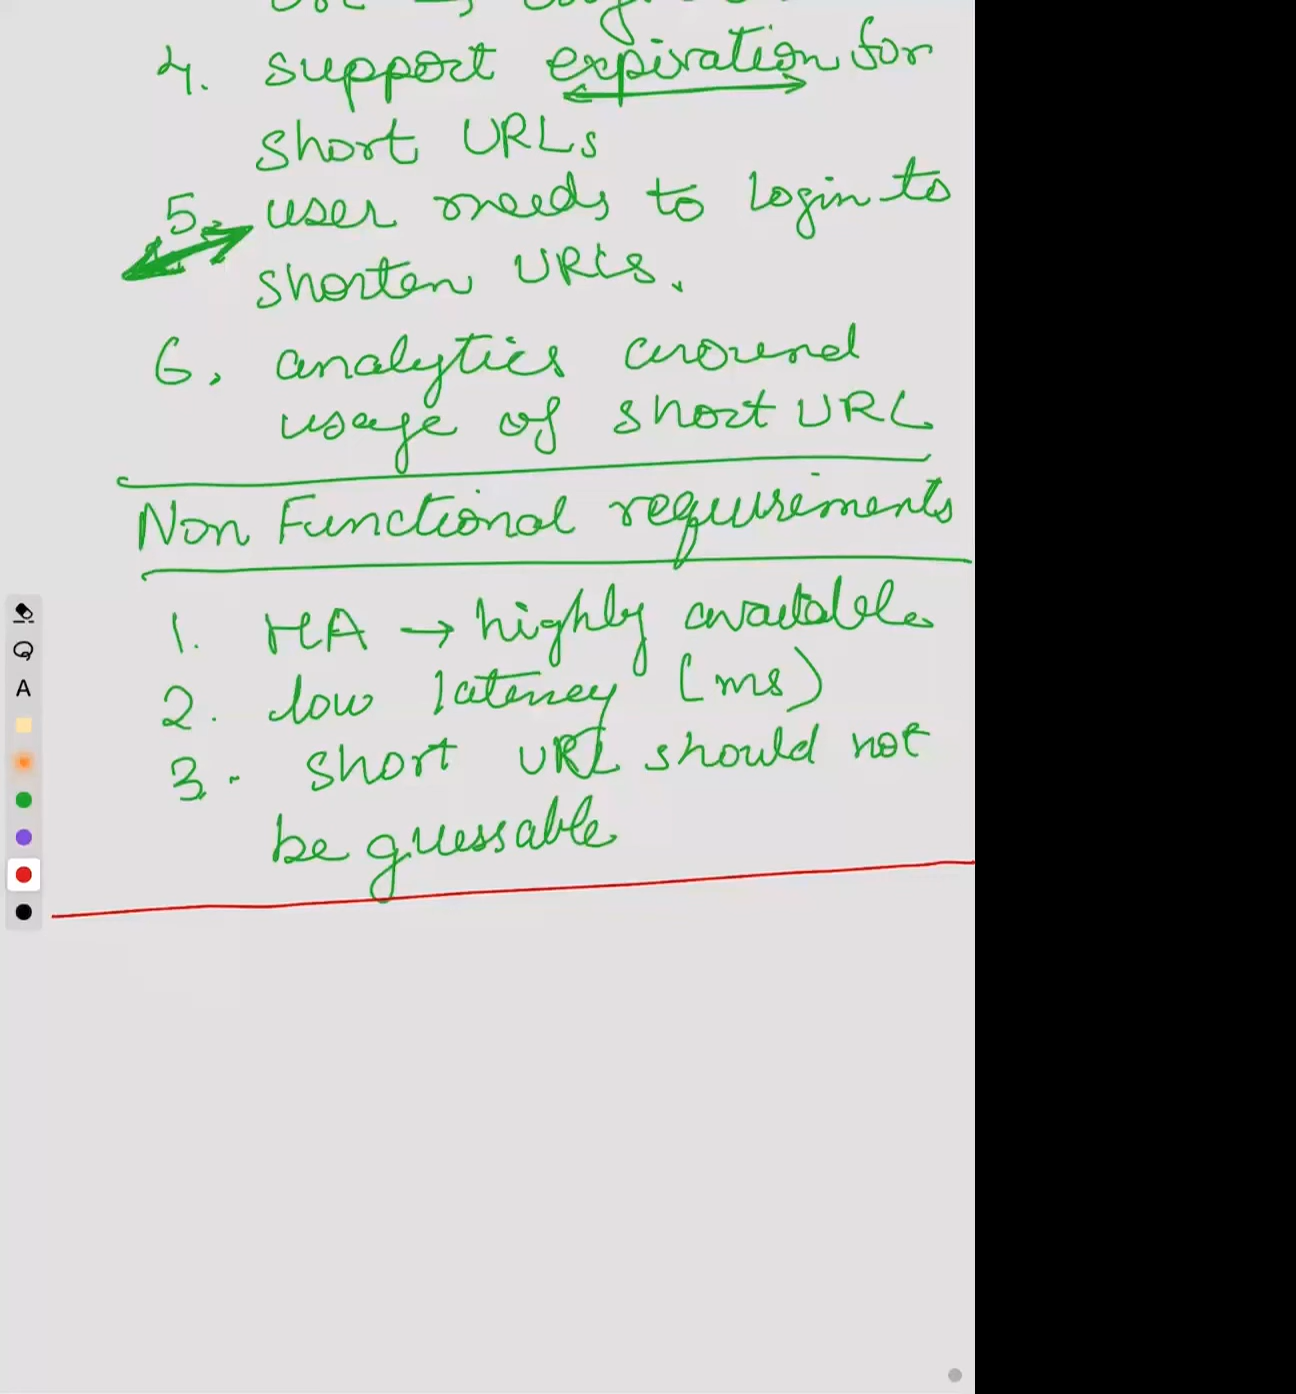 4. support expiration for
short URLs
5. user needs to login to
shorten URLs.
6. analytics around
usage of short URL
Non Functional requirements
1. HA → highly available
2. low latency (ms)
3. short URL should not
be guessable
A